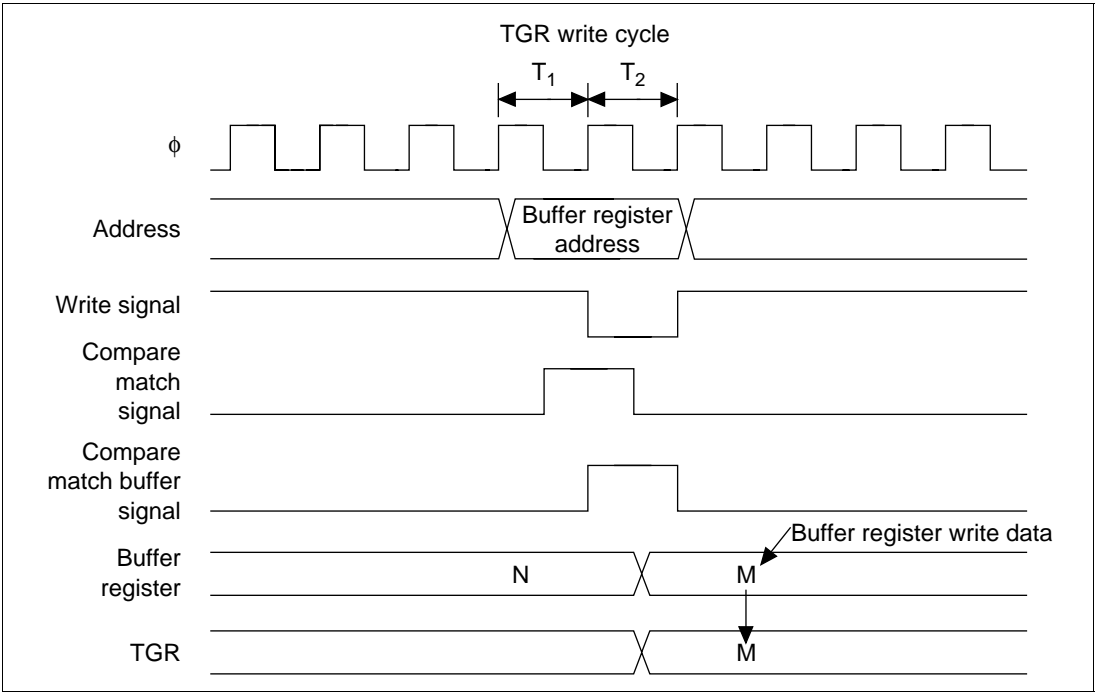 TGR write cycle
T1 T2
ϕ
Address
Buffer register
address
Write signal
Compare
match
signal
Compare
match buffer
signal
Buffer register write data
Buffer
register
N M
TGR
M